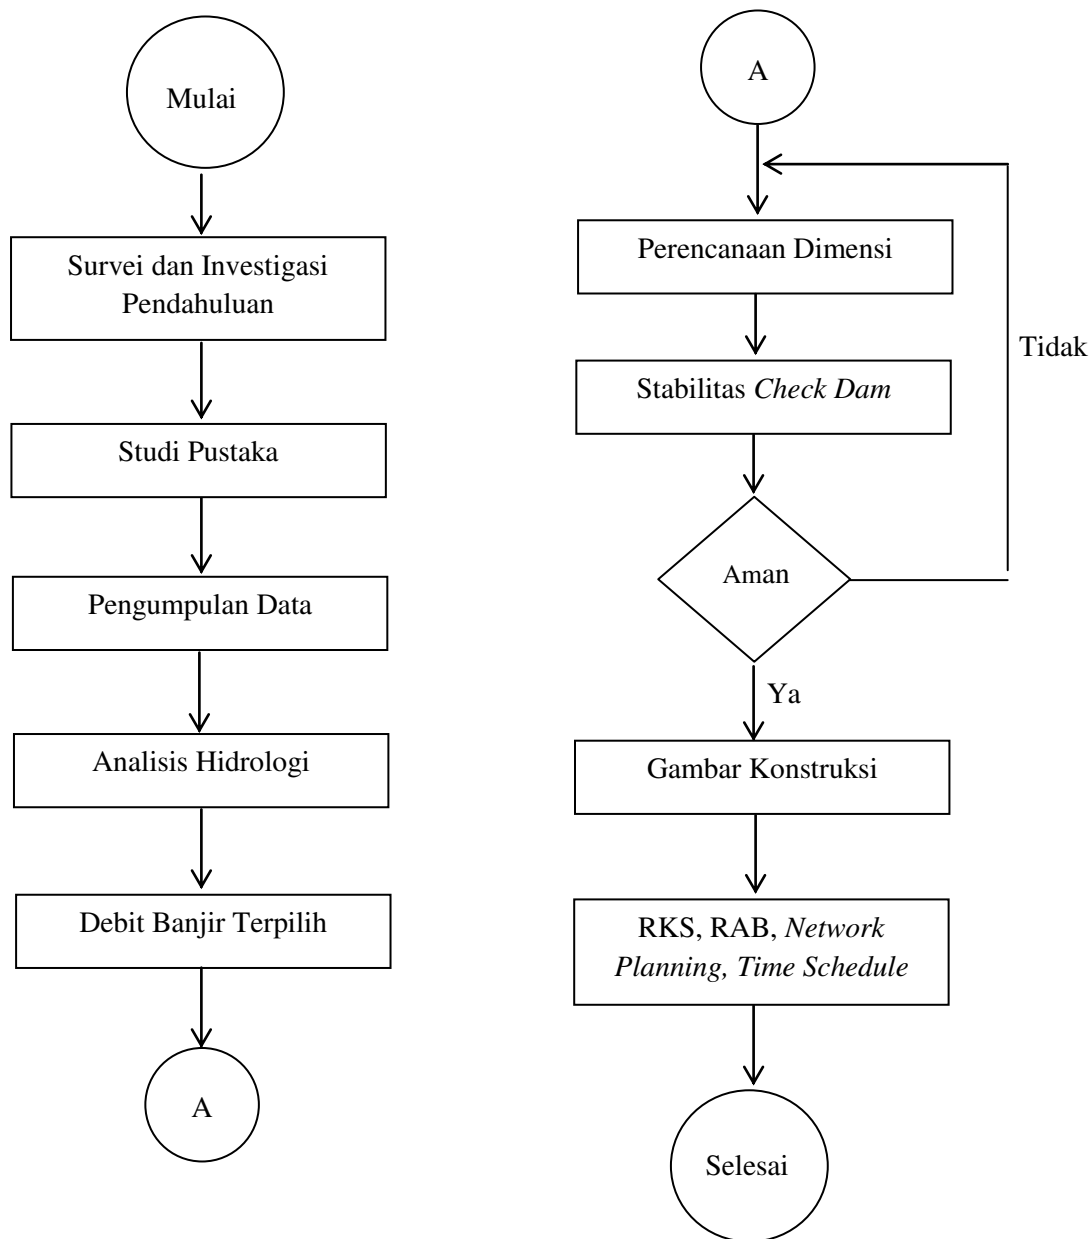 Mulai
Survei dan Investigasi
Pendahuluan
Studi Pustaka
Pengumpulan Data
Analisis Hidrologi
Debit Banjir Terpilih
A
A
Perencanaan Dimensi
Stabilitas Check Dam
Tidak
Aman
Ya
Gambar Konstruksi
RKS, RAB, Network
Planning, Time Schedule
Selesai